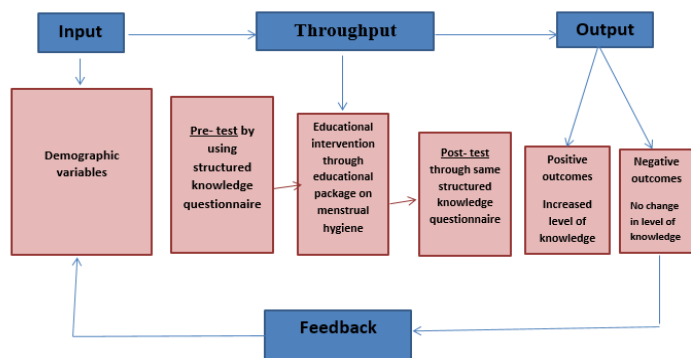 Input
Throughput
Output
Demographic
variables
Pre- test by
using
structured
knowledge
questionnaire
Educational
intervention
through
educational
package on
menstrual
hygiene
Post- test
through same
structured
knowledge
questionnaire
Positive
outcomes
Increased
level of
knowledge
Negative
outcomes
No change
in level of
knowledge
Feedback